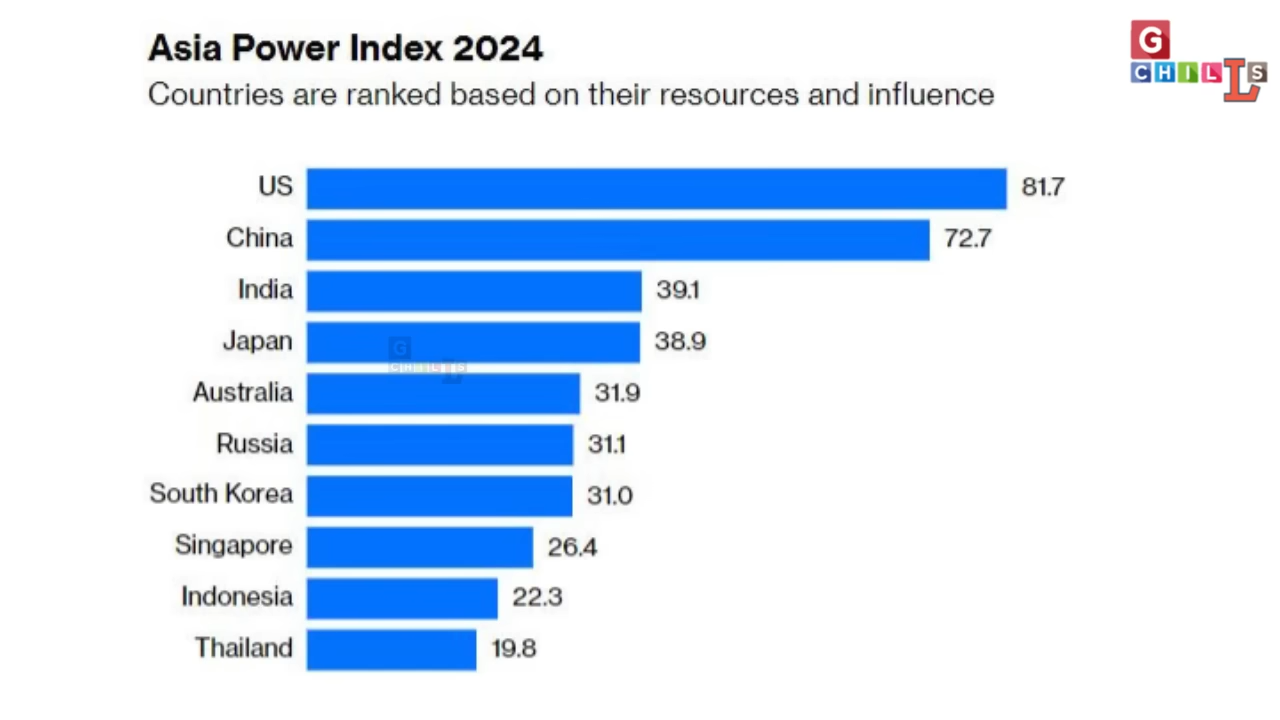 Asia Power Index 2024
Countries are ranked based on their resources and influence
G
CHILLS
US 81.7
China 72.7
India 39.1
Japan 38.9
G
CHILLS
Australia 31.9
Russia 31.1
South Korea 31.0
Singapore 26.4
Indonesia 22.3
Thailand 19.8